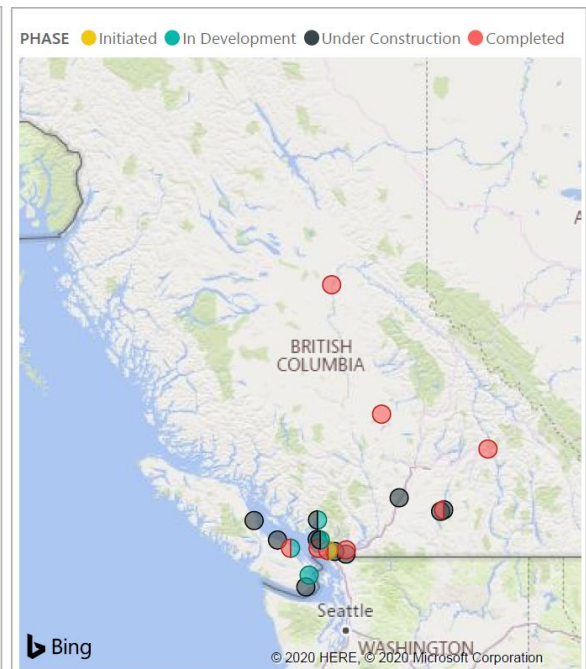 PHASE Initiated In Development Under Construction Completed
A
BRITISH
COLUMBIA
Seattle
WASHINGTON
Bing
© 2020 HERE, © 2020 Microsoft Corporation